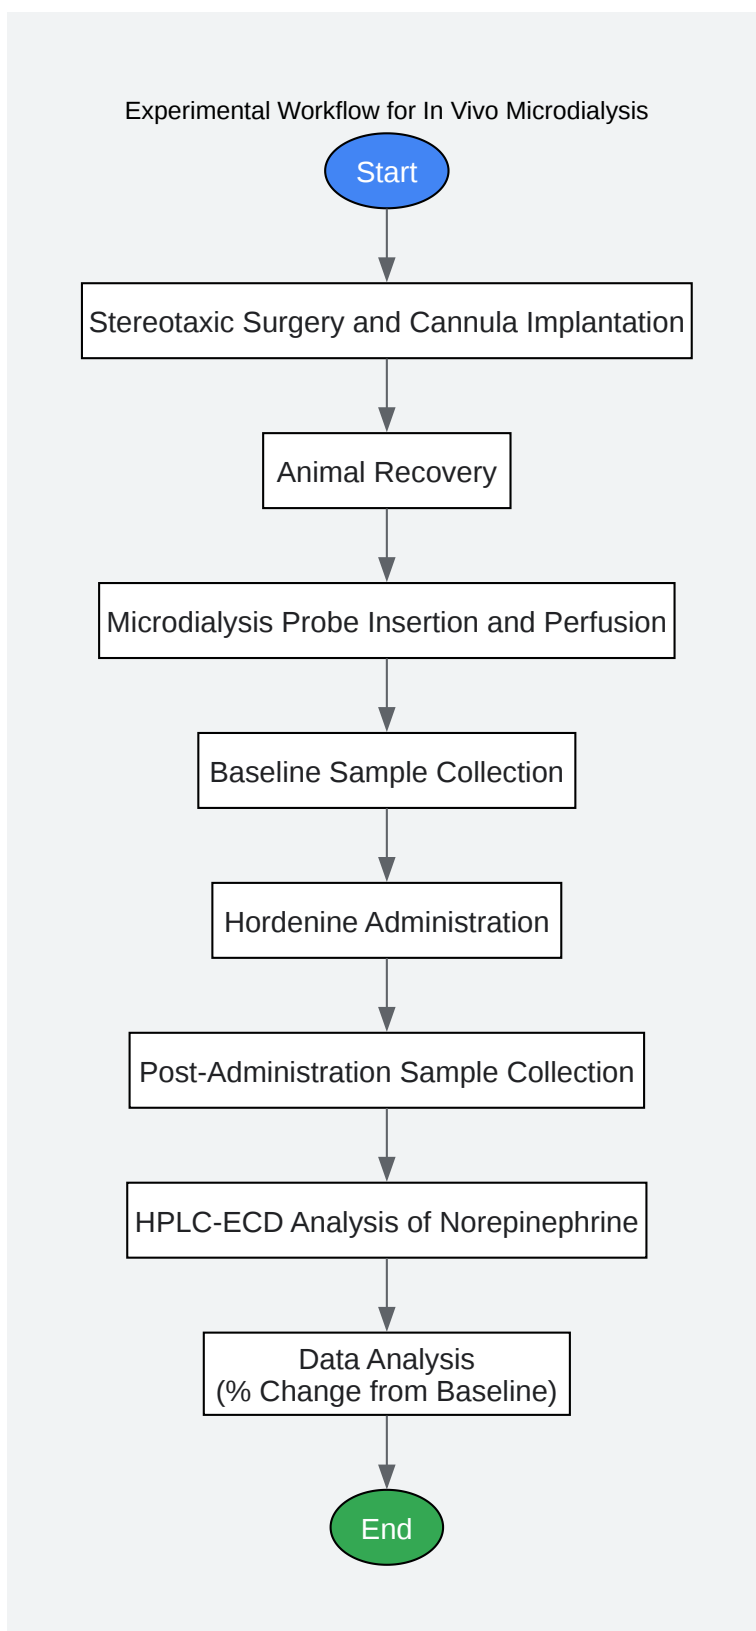 Experimental Workflow for In Vivo Microdialysis
Start
Stereotaxic Surgery and Cannula Implantation
Animal Recovery
Microdialysis Probe Insertion and Perfusion
Baseline Sample Collection
Hordenine Administration
Post-Administration Sample Collection
HPLC-ECD Analysis of Norepinephrine
Data Analysis
(% Change from Baseline)
End